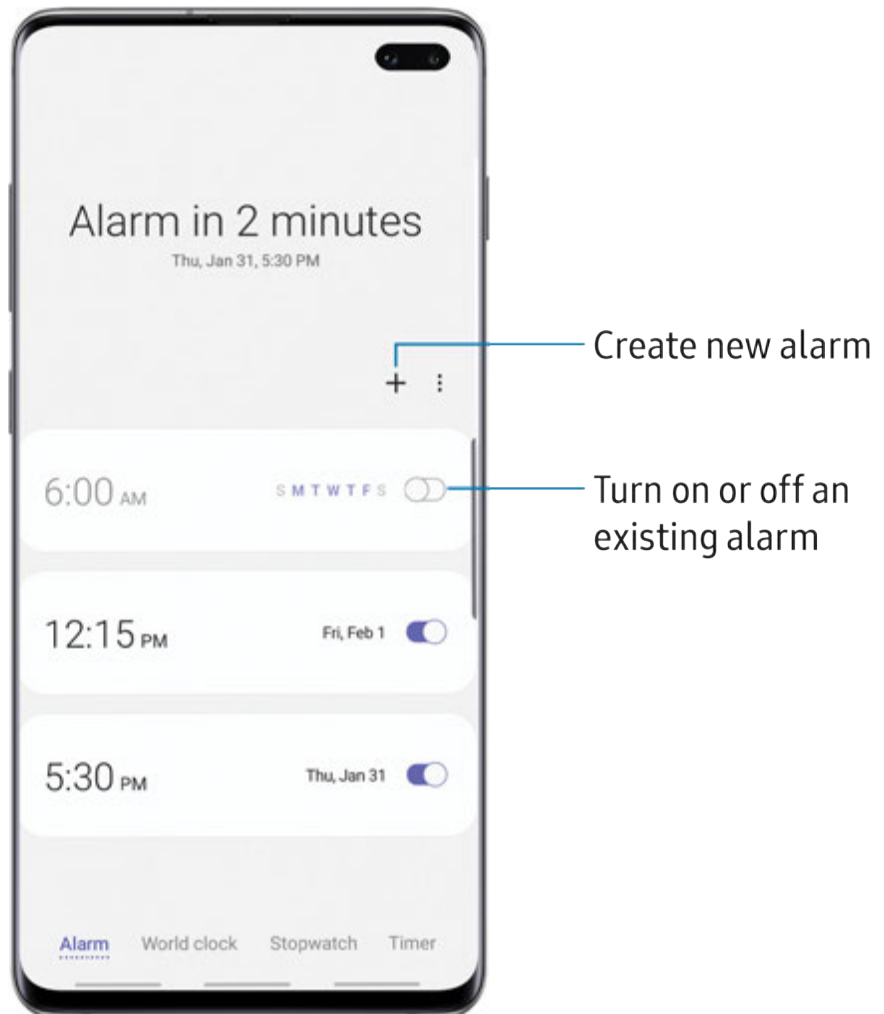 Alarm in 2 minutes
Thu, Jan 31, 5:30 PM
Create new alarm
6:00 AM S M T W T F S
Turn on or off an
existing alarm
12:15 PM Fri, Feb 1
5:30 PM Thu, Jan 31
Alarm World clock Stopwatch Timer